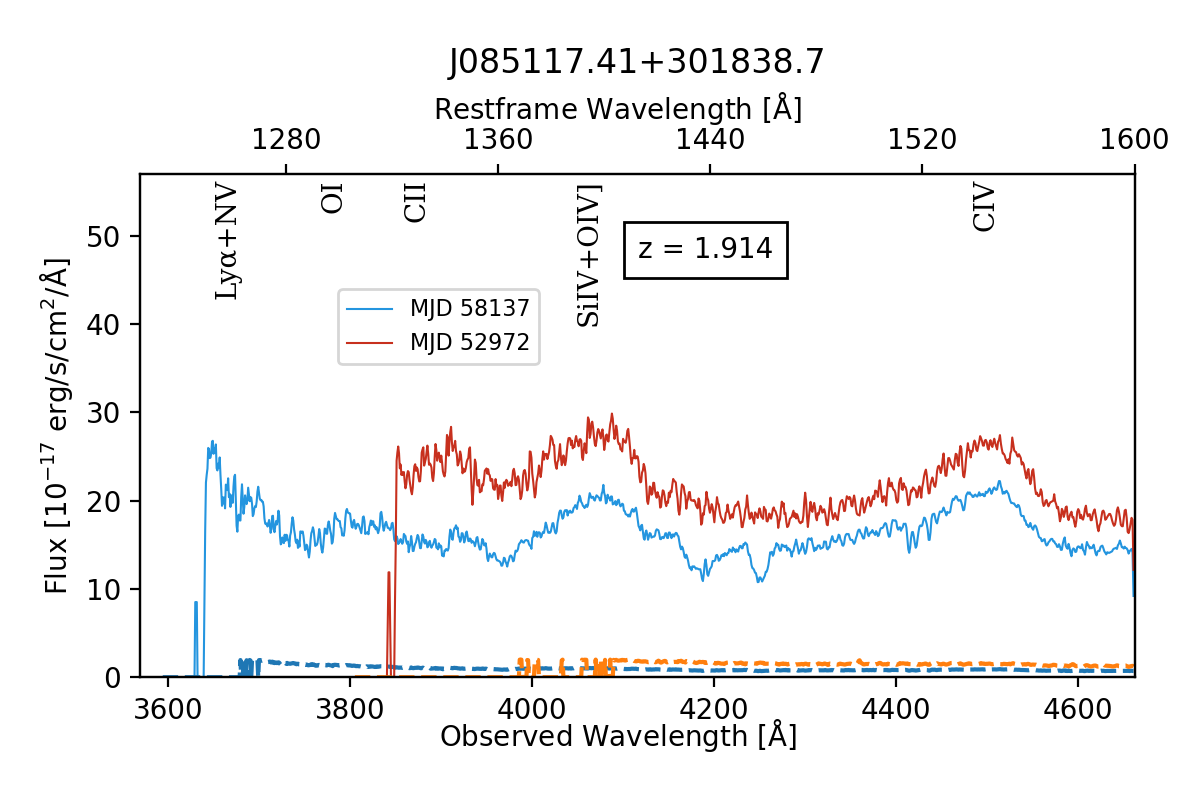 J085117.41+301838.7
Restframe Wavelength [Å]
1280 1360 1440 1520 1600
Lyα+NV
OI
CII
SiIV+OIV]
CIV
z = 1.914
MJD 58137
MJD 52972
Flux [10⁻¹⁷ erg/s/cm²/Å]
50
40
30
20
10
0
3600 3800 4000 4200 4400 4600
Observed Wavelength [Å]